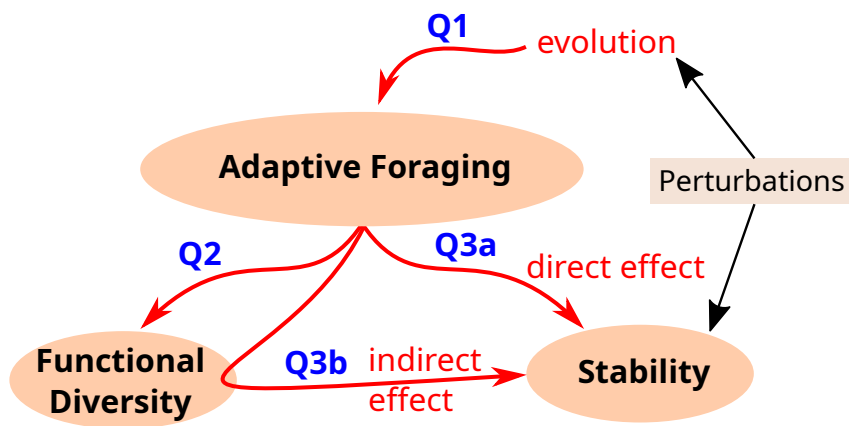 Q1
evolution
Adaptive Foraging
Perturbations
Q2
Q3a
direct effect
Functional
Diversity
Q3b
indirect
effect
Stability